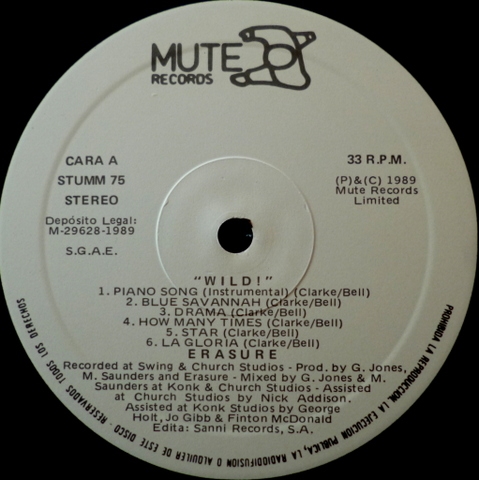 MUTE
RECORDS
CARA A
STUMM 75
STEREO
Depósito Legal:
M-29628-1989
S.G.A.E.
33 R.P.M.
(P)&(C) 1989
Mute Records
Limited
"WILD!"
1. PIANO SONG (Instrumental) (Clarke/Bell)
2. BLUE SAVANNAH (Clarke/Bell)
3. DRAMA (Clarke/Bell)
4. HOW MANY TIMES (Clarke/Bell)
5. STAR (Clarke/Bell)
6. LA GLORIA (Clarke/Bell)
ERASURE
Recorded at Swing & Church Studios - Prod. by G. Jones,
M. Saunders and Erasure - Mixed by G. Jones & M.
Saunders at Konk & Church Studios - Assisted
at Church Studios by Nick Addison.
Assisted at Konk Studios by George
Holt, Jo Gibb & Finton McDonald
Edita: Sanni Records, S.A.
RESERVADOS TODOS LOS DERECHOS
PROHIBIDA LA REPRODUCCION, LA EJECUCION PUBLICA, LA RADIODIFUSION O ALQUILER DE ESTE DISCO